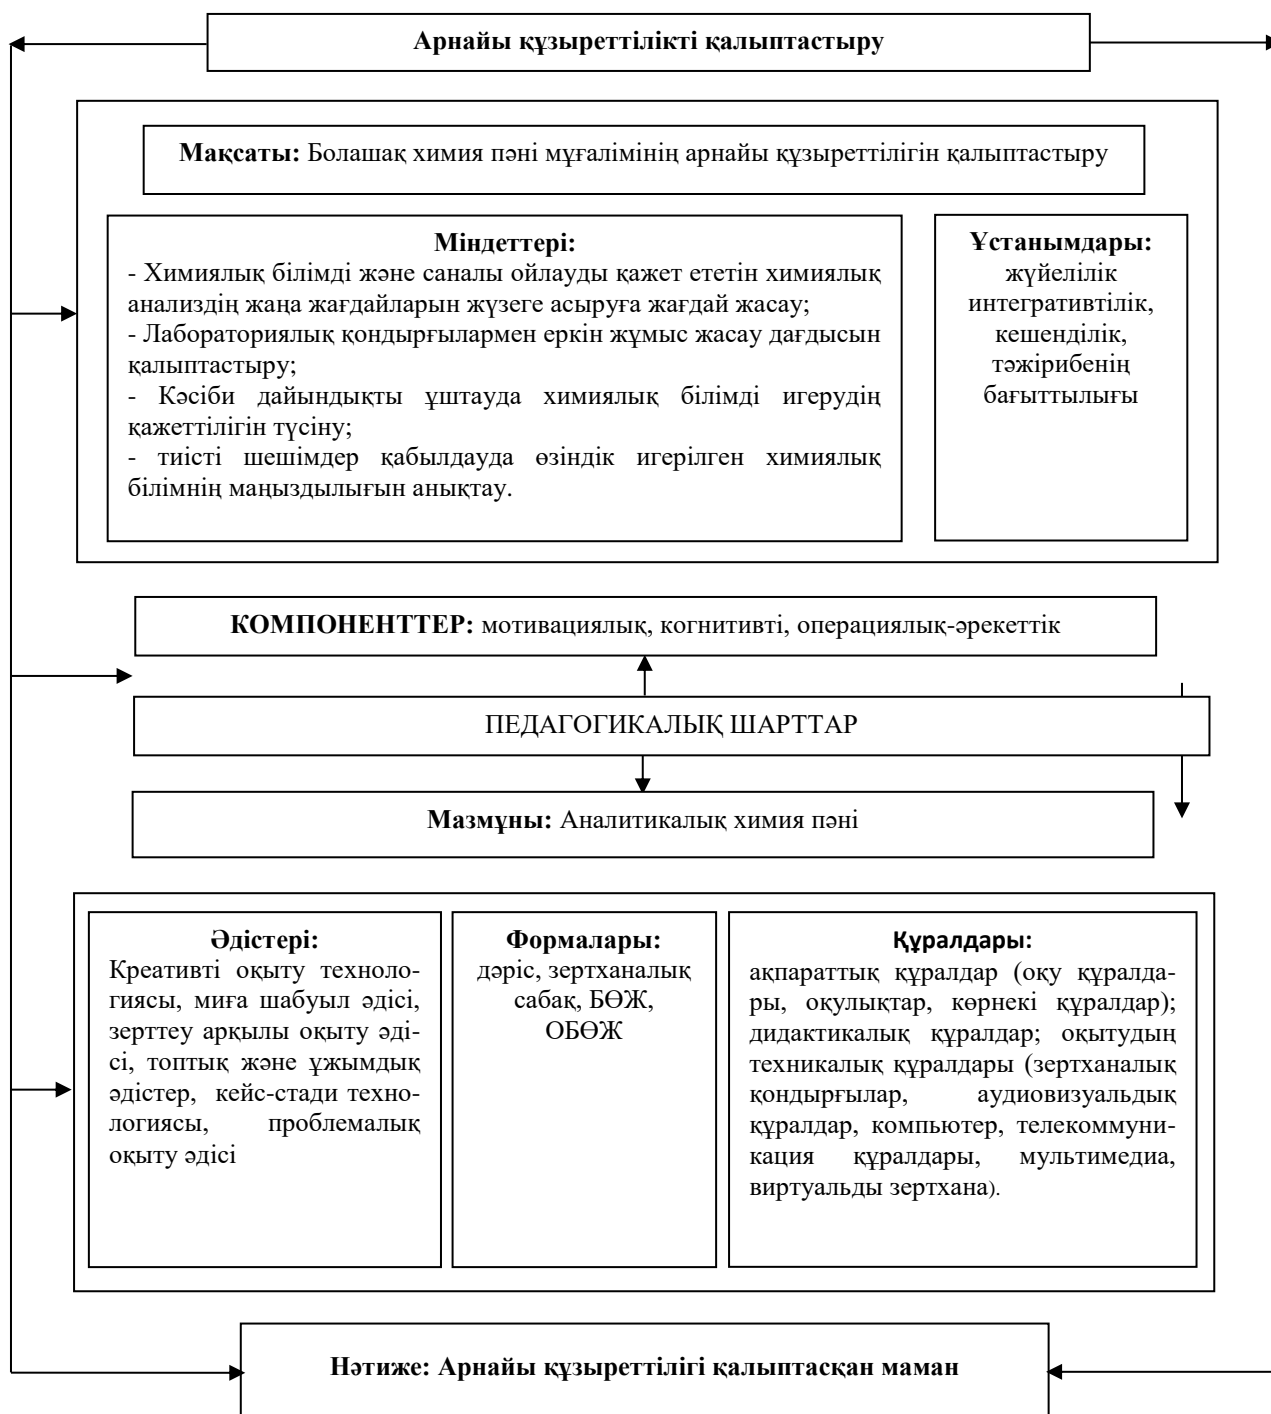 Арнайы құзыреттілікті қалыптастыру
Мақсаты: Болашақ химия пәні мұғалімінің арнайы құзыреттілігін қалыптастыру
Міндеттері:
- Химиялық білімді және саналы ойлауды қажет ететін химиялық
анализдің жаңа жағдайларын жүзеге асыруға жағдай жасау;
- Лабораториялық қондырғылармен еркін жұмыс жасау дағдысын
қалыптастыру;
- Кәсіби дайындықты ұштауда химиялық білімді игерудің
қажеттілігін түсіну;
- тиісті шешімдер қабылдауда өзіндік игерілген химиялық
білімнің маңыздылығын анықтау.
Ұстанымдары:
жүйелілік
интегративтілік,
кешенділік,
тәжірибенің
бағыттылығы
КОМПОНЕНТТЕР: мотивациялық, когнитивті, операциялық-әрекеттік
ПЕДАГОГИКАЛЫҚ ШАРТТАР
Мазмұны: Аналитикалық химия пәні
Әдістері:
Креативті оқыту техноло-
гиясы, миға шабуыл әдісі,
зерттеу арқылы оқыту әді-
сі, топтық және ұжымдық
әдістер, кейс-стади техно-
логиясы, проблемалық
оқыту әдісі
Формалары:
дәріс, зертханалық
сабақ, БӨЖ,
ОБӨЖ
Құралдары:
ақпараттық құралдар (оқу құралда-
ры, оқулықтар, көрнекі құралдар);
дидактикалық құралдар; оқытудың
техникалық құралдары (зертханалық
қондырғылар, аудиовизуальдық
құралдар, компьютер, телекоммуни-
кация құралдары, мультимедиа,
виртуальды зертхана).
Нәтиже: Арнайы құзыреттілігі қалыптасқан маман